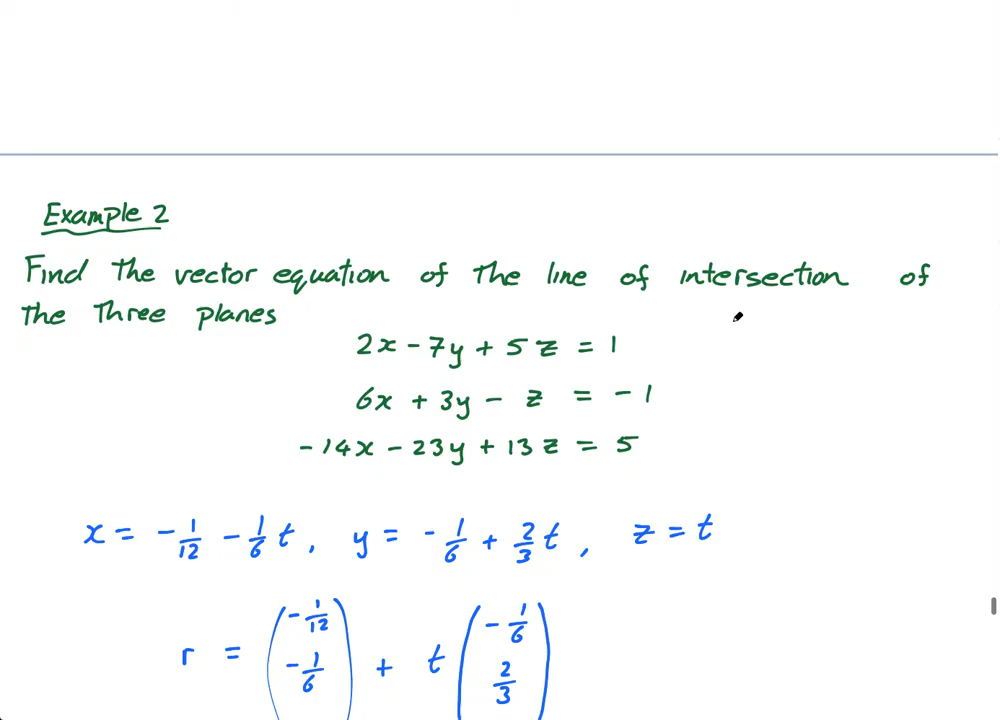 Example 2
Find the vector equation of the line of intersection of
the three planes
2x - 7y + 5z = 1
6x + 3y - z = -1
-14x - 23y + 13z = 5
x = -1/12 - 1/6 t, y = -1/6 + 2/3 t, z = t
r = (-1/12 -1/6) + t (-1/6 2/3)